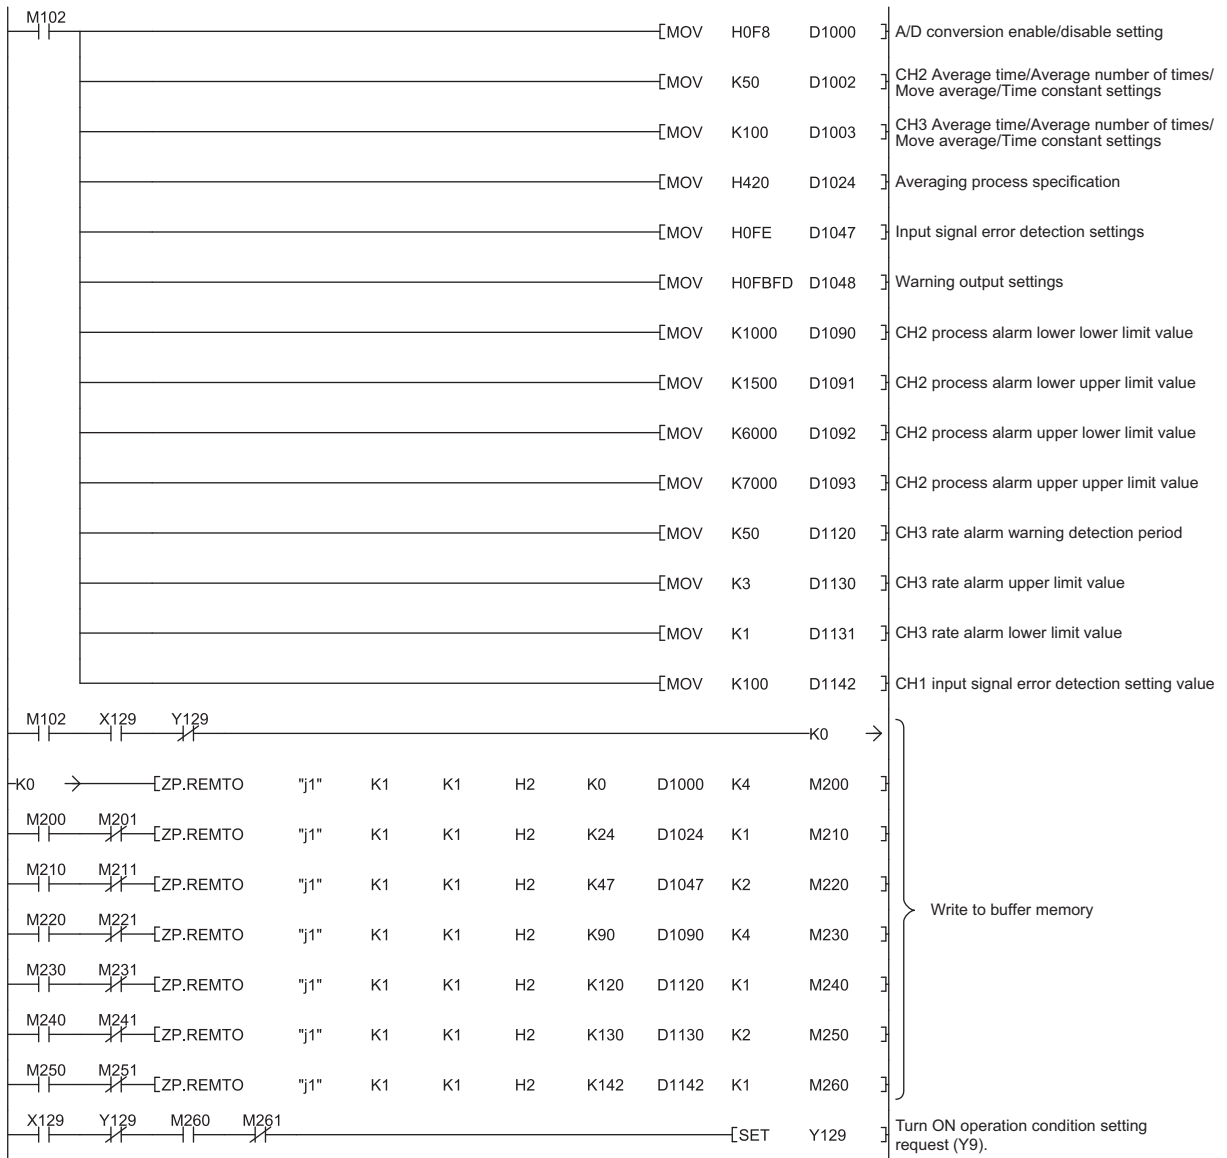 M102
MOV H0F8 D1000 A/D conversion enable/disable setting
MOV K50 D1002 CH2 Average time/Average number of times/
Move average/Time constant settings
MOV K100 D1003 CH3 Average time/Average number of times/
Move average/Time constant settings
MOV H420 D1024 Averaging process specification
MOV H0FE D1047 Input signal error detection settings
MOV H0FBFD D1048 Warning output settings
MOV K1000 D1090 CH2 process alarm lower lower limit value
MOV K1500 D1091 CH2 process alarm lower upper limit value
MOV K6000 D1092 CH2 process alarm upper lower limit value
MOV K7000 D1093 CH2 process alarm upper upper limit value
MOV K50 D1120 CH3 rate alarm warning detection period
MOV K3 D1130 CH3 rate alarm upper limit value
MOV K1 D1131 CH3 rate alarm lower limit value
MOV K100 D1142 CH1 input signal error detection setting value
M102 X129 Y129
K0
K0 ZP.REMTO "j1" K1 K1 H2 K0 D1000 K4 M200
M200 M201
ZP.REMTO "j1" K1 K1 H2 K24 D1024 K1 M210
M210 M211
ZP.REMTO "j1" K1 K1 H2 K47 D1047 K2 M220
M220 M221
ZP.REMTO "j1" K1 K1 H2 K90 D1090 K4 M230
M230 M231
ZP.REMTO "j1" K1 K1 H2 K120 D1120 K1 M240
M240 M241
ZP.REMTO "j1" K1 K1 H2 K130 D1130 K2 M250
M250 M251
ZP.REMTO "j1" K1 K1 H2 K142 D1142 K1 M260
Write to buffer memory
X129 Y129 M260 M261
SET Y129 Turn ON operation condition setting
request (Y9).